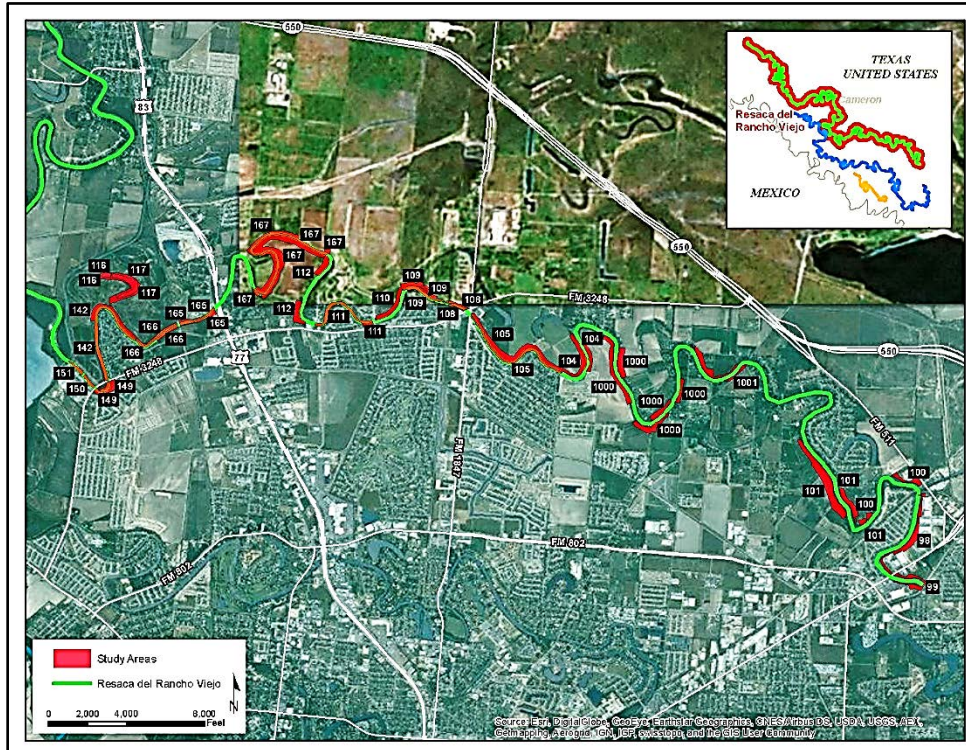 550
83
TEXAS
UNITED STATES
Cameron
Resaca del
Rancho Viejo
MEXICO
167
167
167
167
167
112
112
116
117
116
117
109
109
109
110
108
108
FM 3248
550
142
165
165
165
166
166
142
111
111
105
105
104
104
1000
1000
1000
1000
1000
1001
550
151
150
149
149
FM 3248
77
FM 1847
FM 511
101
101
100
100
101
98
99
FM 802
FM 802
Study Areas
Resaca del Rancho Viejo
0 2,000 4,000 8,000
Feet
N
Source: Esri, DigitalGlobe, GeoEye, Earthstar Geographics, CNES/Airbus DS, USDA, USGS, AEX,
Getmapping, Aerogrid, IGN, IGP, swisstopo, and the GIS User Community